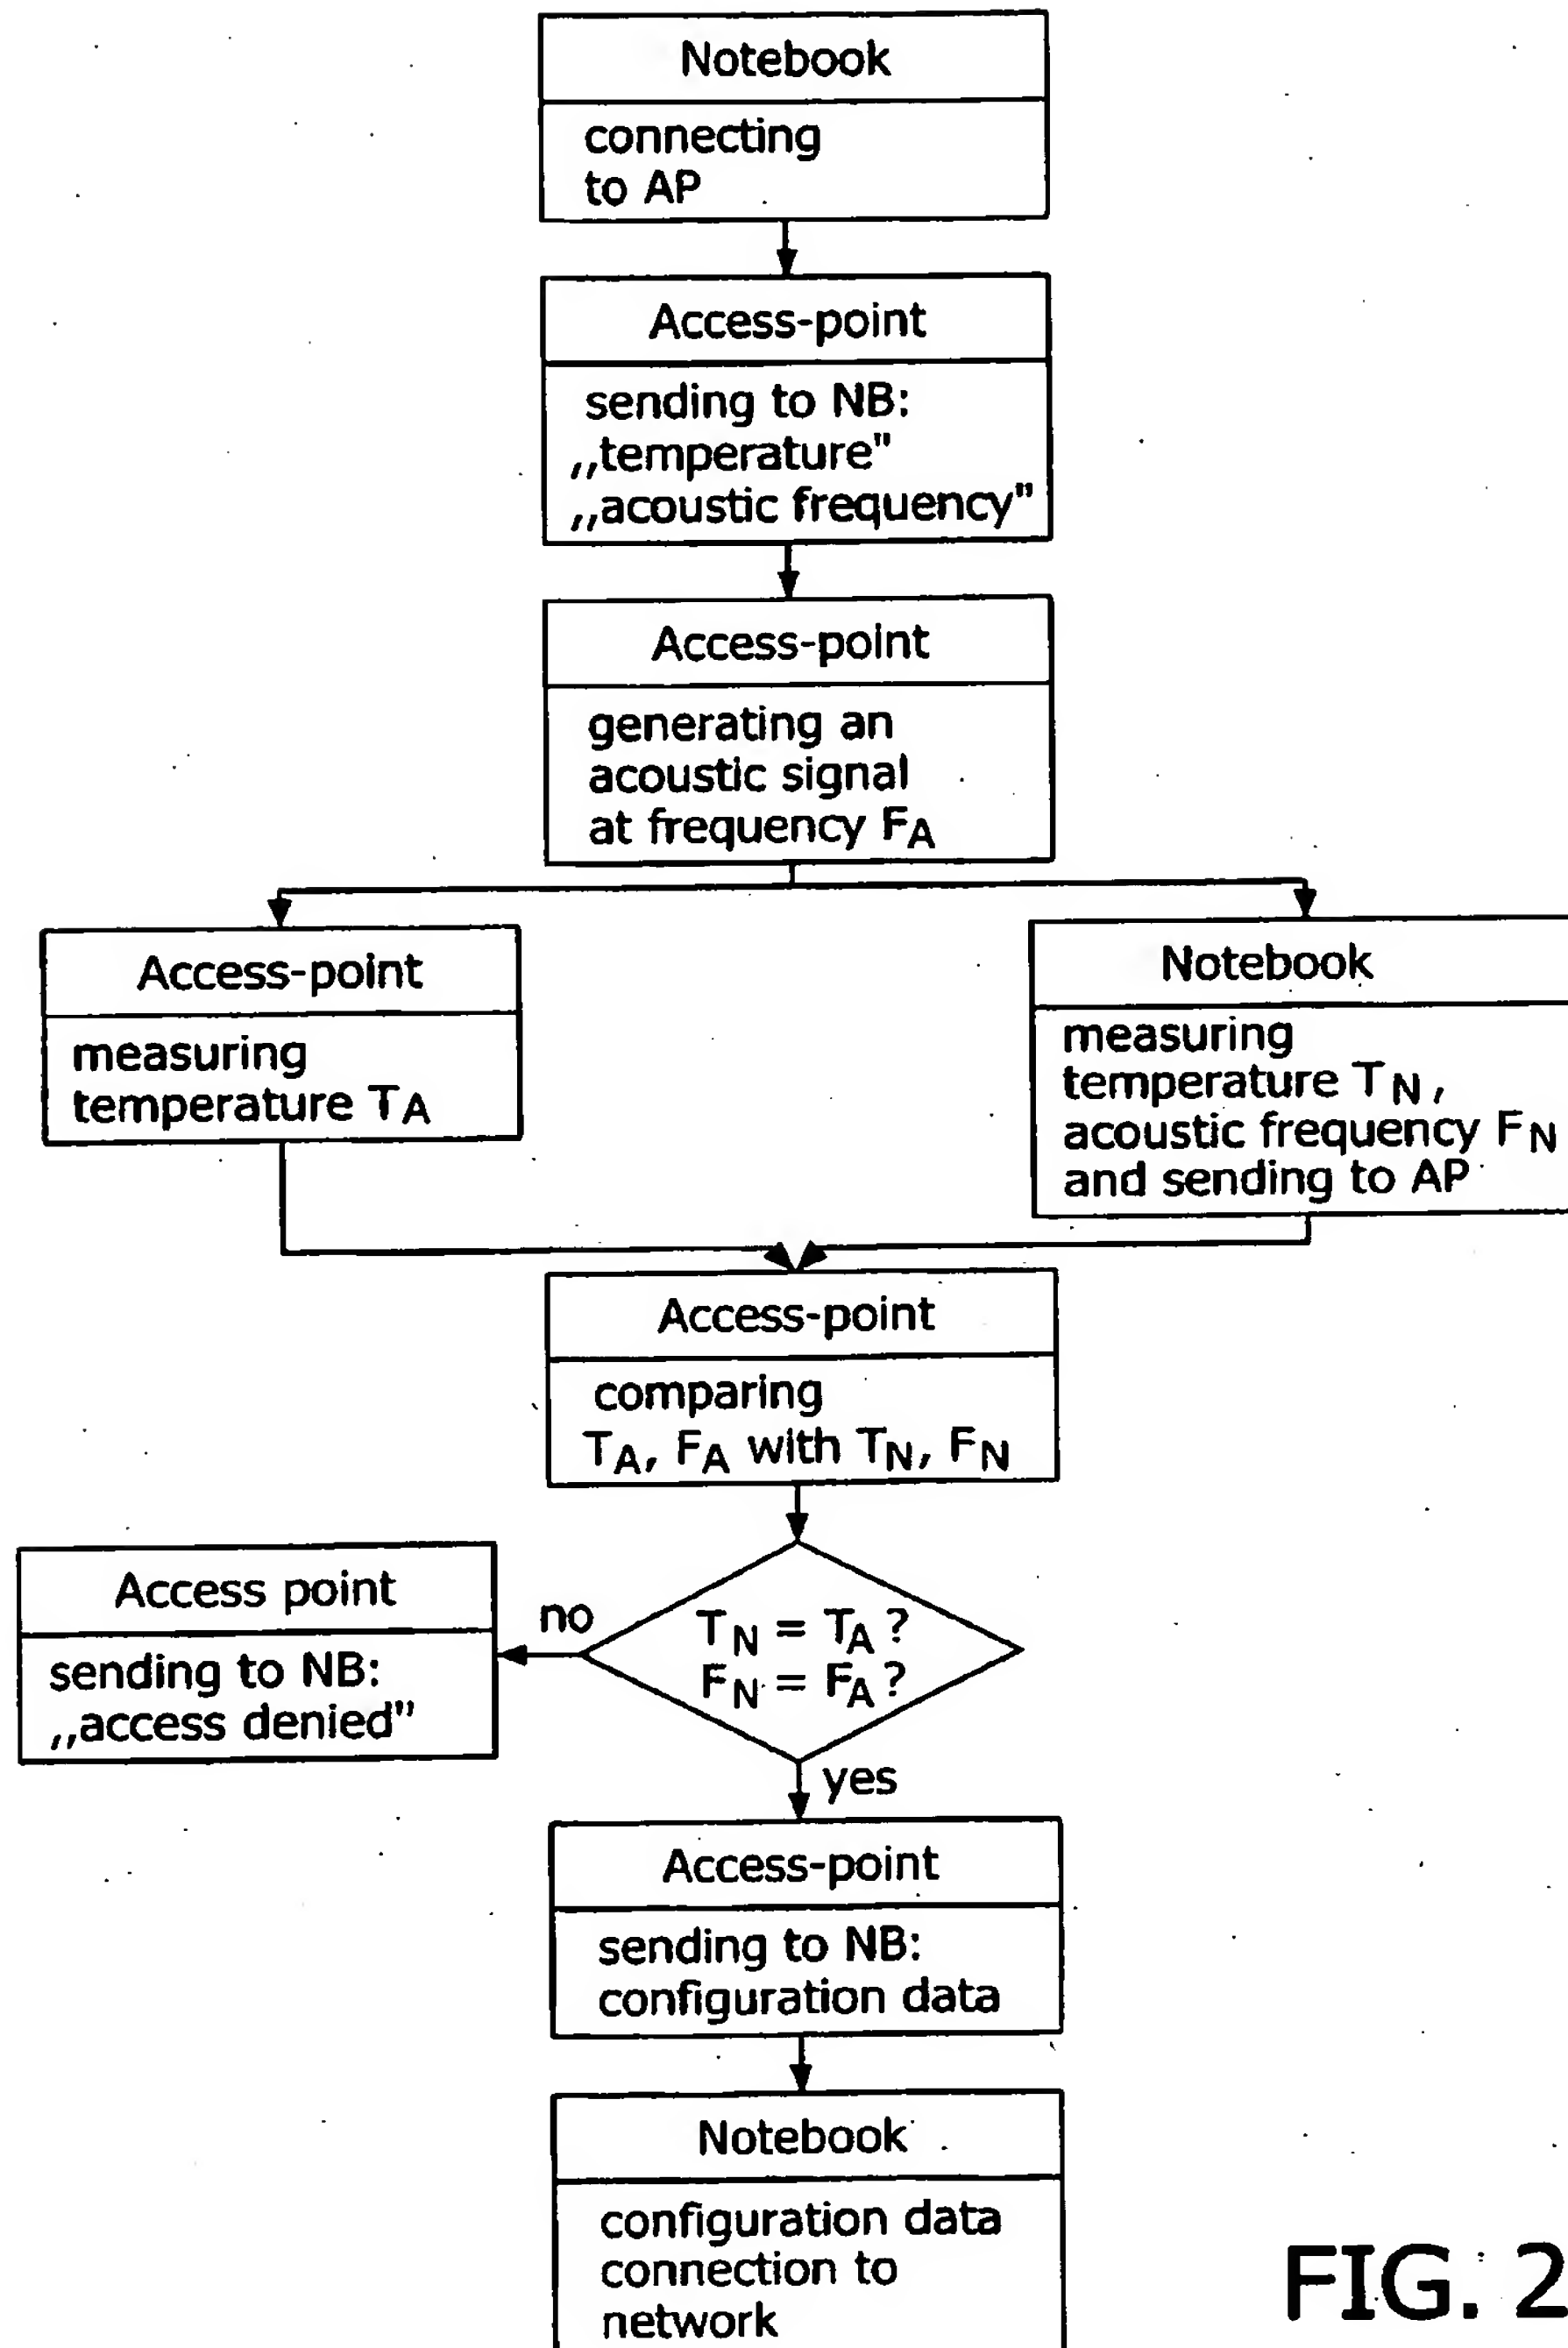 Notebook
connecting
to AP
Access-point
sending to NB:
,,temperature"
,,acoustic frequency"
Access-point
generating an
acoustic signal
at frequency FA
Access-point
measuring
temperature TA
Notebook
measuring
temperature TN,
acoustic frequency FN
and sending to AP
Access-point
comparing
TA, FA with TN, FN
TN = TA?
FN = FA?
no
Access point
sending to NB:
,,access denied"
yes
Access-point
sending to NB:
configuration data
Notebook
configuration data
connection to
network
FIG. 2